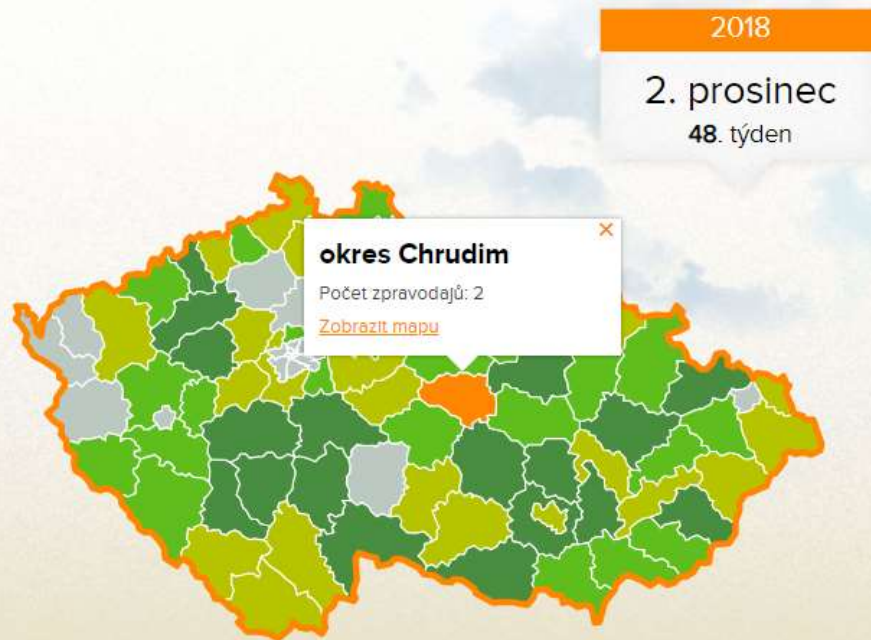 2018
2. prosinec
48. týden
okres Chrudim
Počet zpravodajů: 2
Zobrazit mapu